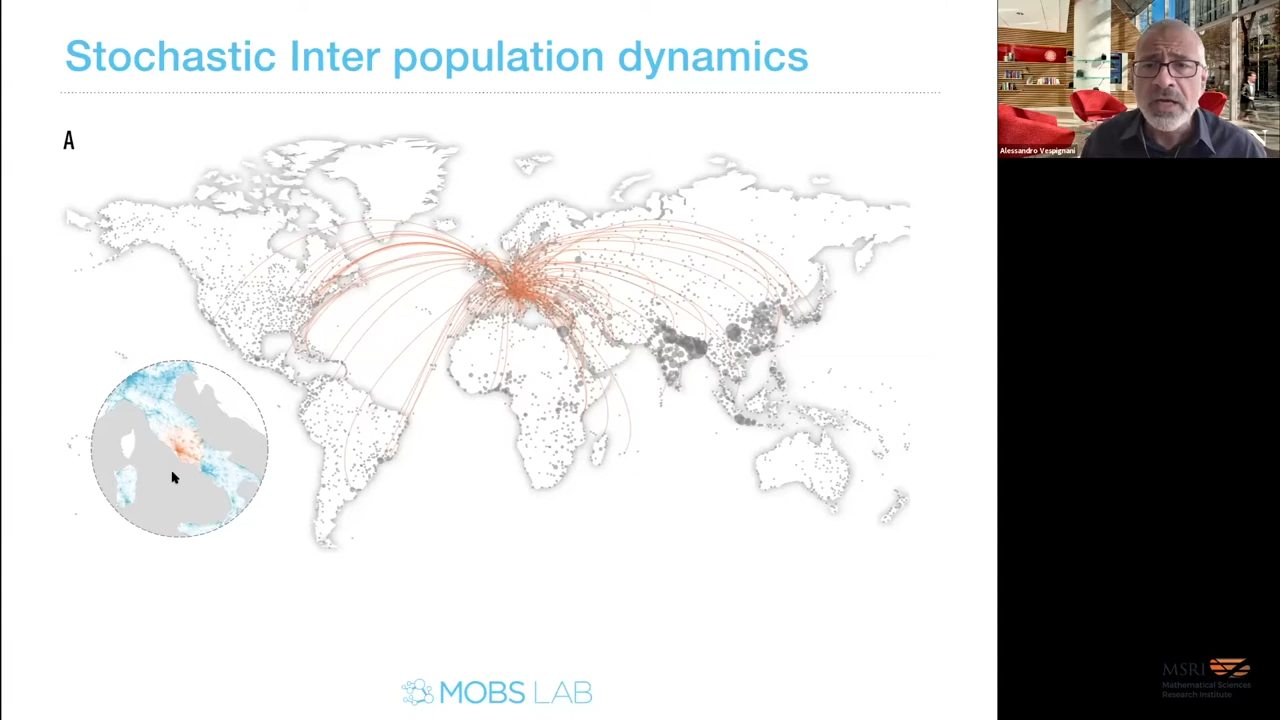 Stochastic Inter population dynamics
A
Alessandro Vespignani
MOBS LAB
MSRI
Mathematical Sciences
Research Institute